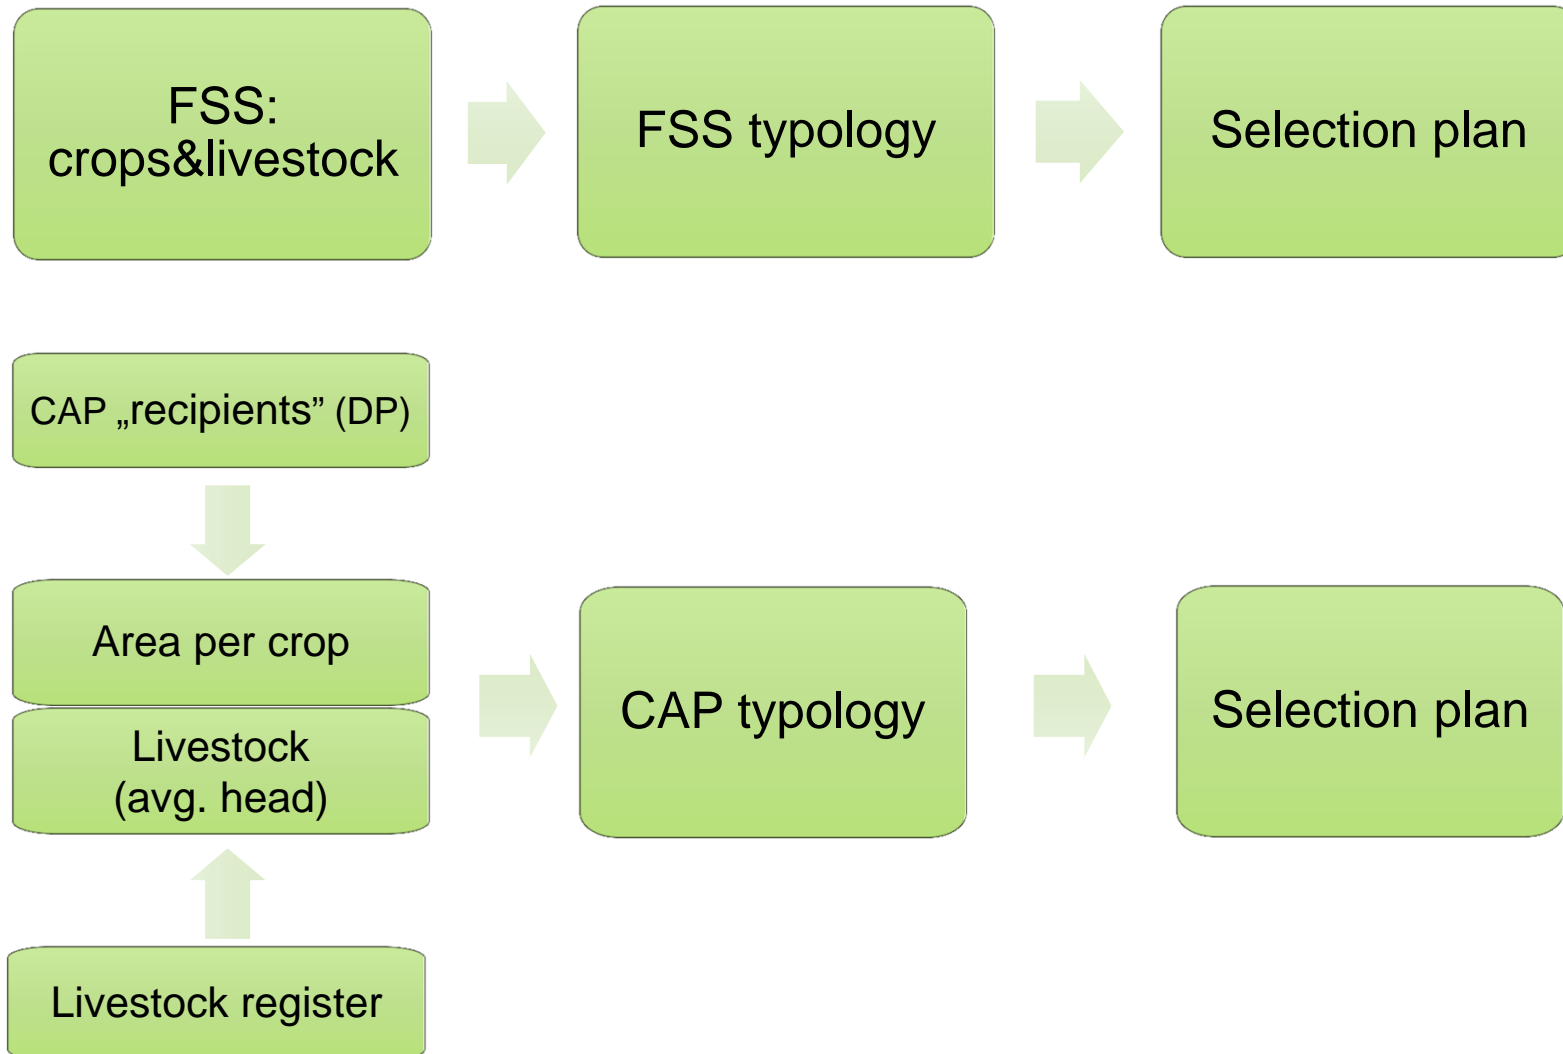 FSS:
crops&livestock
FSS typology
Selection plan
CAP „recipients” (DP)
Area per crop
Livestock
(avg. head)
CAP typology
Selection plan
Livestock register